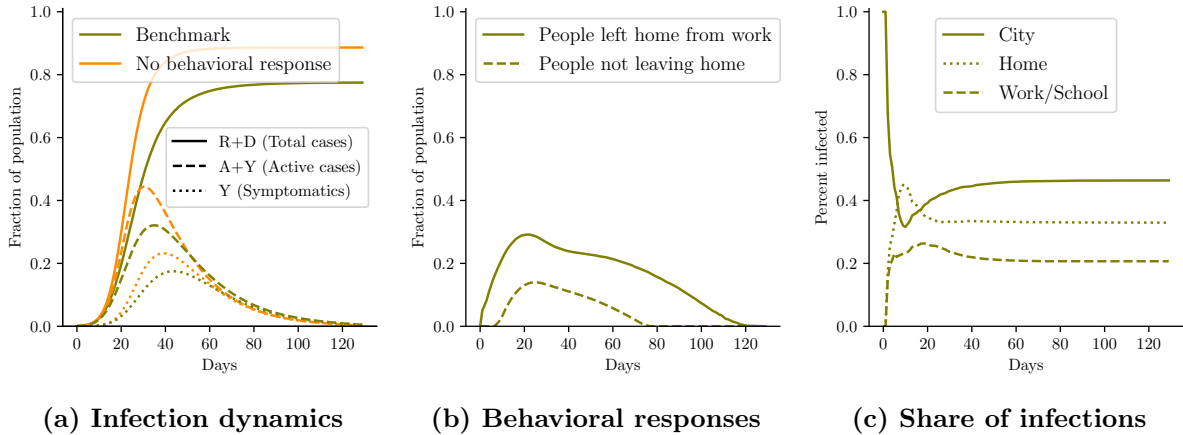 Fraction of population
1.0
0.8
0.6
0.4
0.2
0.0
Benchmark
No behavioral response
R+D (Total cases)
A+Y (Active cases)
Y (Symptomatics)
0 20 40 60 80 100 120
Days
(a) Infection dynamics
Fraction of population
1.0
0.8
0.6
0.4
0.2
0.0
People left home from work
People not leaving home
0 20 40 60 80 100 120
Days
(b) Behavioral responses
Percent infected
1.0
0.8
0.6
0.4
0.2
0.0
City
Home
Work/School
0 20 40 60 80 100 120
Days
(c) Share of infections